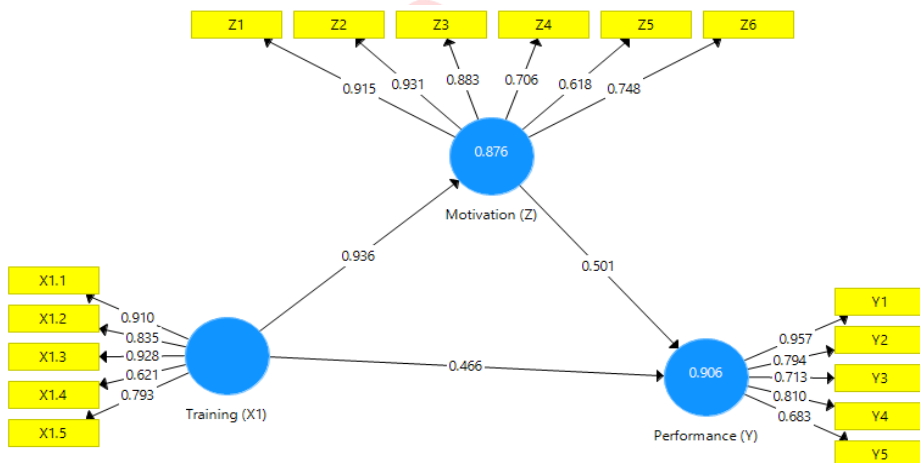 Z1 Z2 Z3 Z4 Z5 Z6
0.915 0.931 0.883 0.706 0.618 0.748
0.876
Motivation (Z)
0.936
0.501
X1.1
X1.2
X1.3
X1.4
X1.5
0.910
0.835
0.928
0.621
0.793
Training (X1)
0.466
0.906
Performance (Y)
0.957
0.794
0.713
0.810
0.683
Y1
Y2
Y3
Y4
Y5